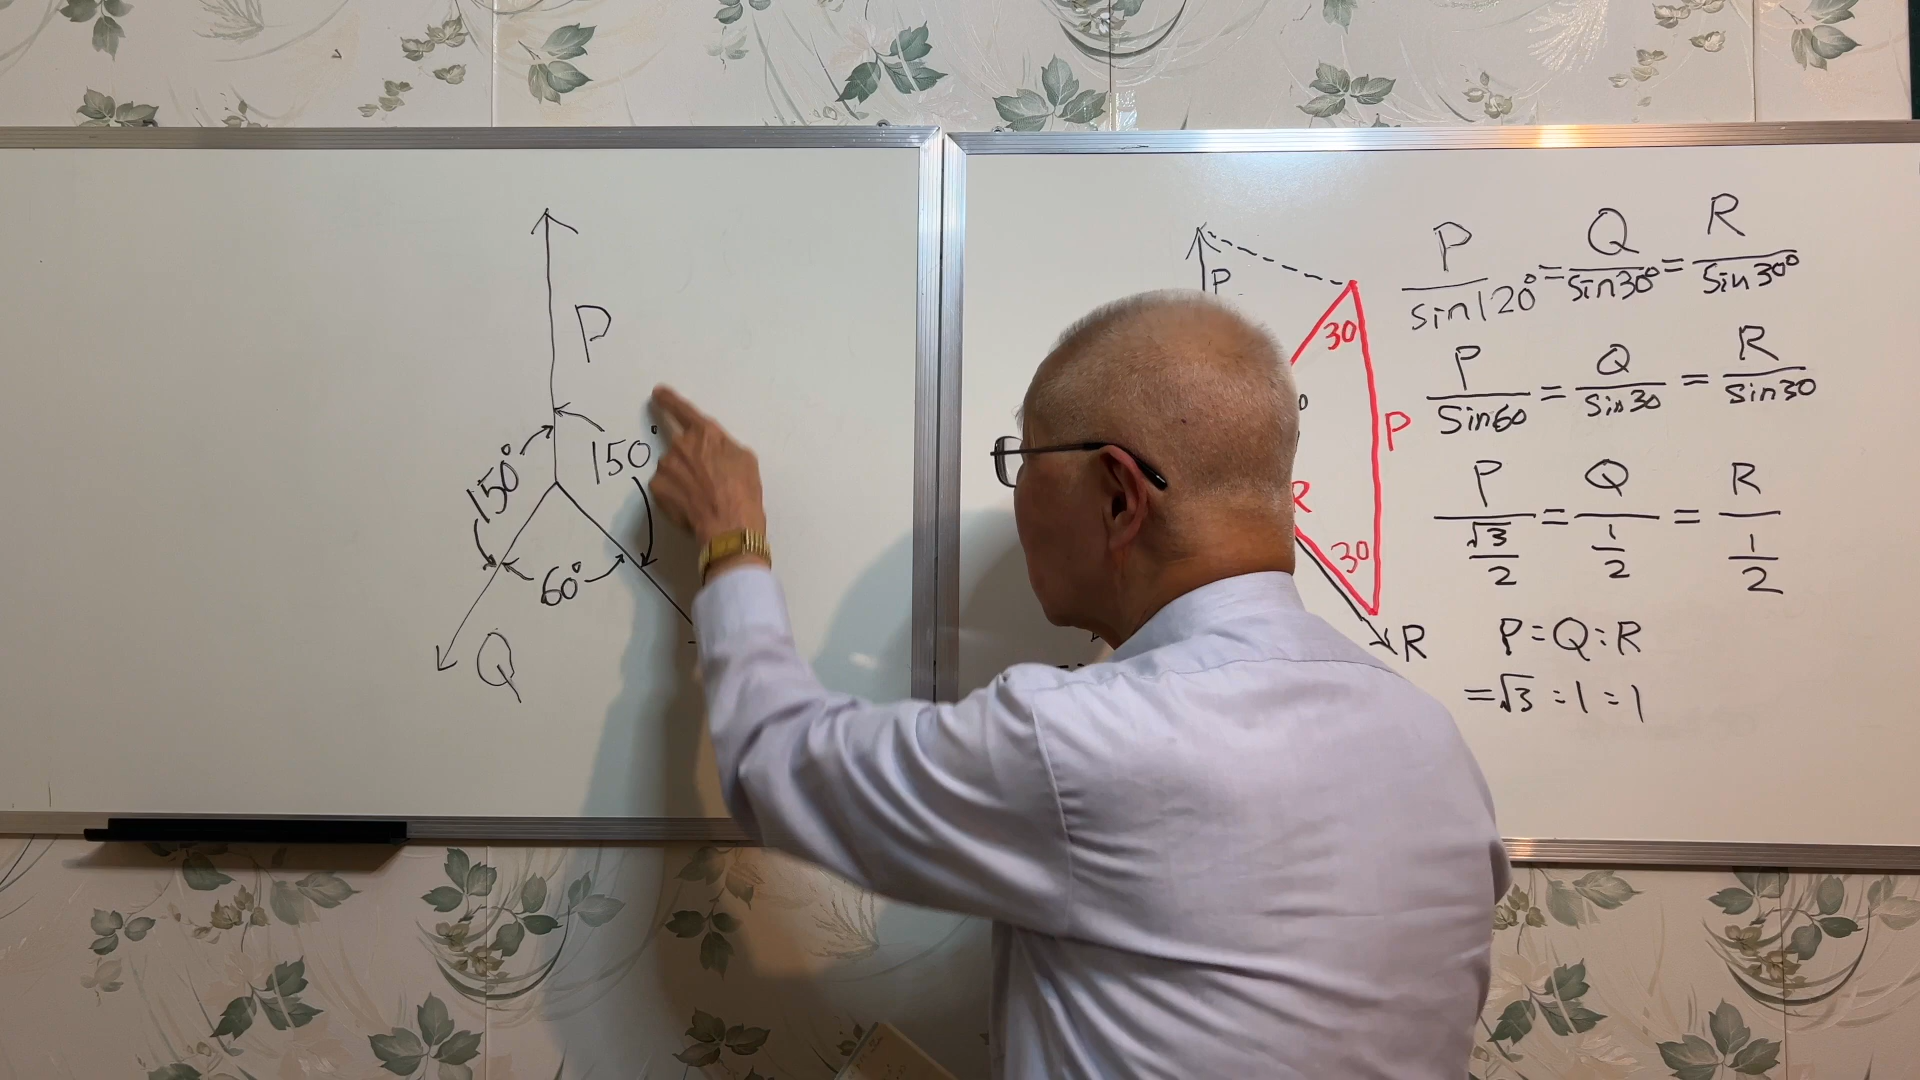 P
150°
150°
60°
Q
P
30
P
R
30
R
P/sin120° = Q/sin30° = R/sin30°
P/sin60 = Q/sin30 = R/sin30
P/(√3/2) = Q/(1/2) = R/(1/2)
P:Q:R
=√3:1:1